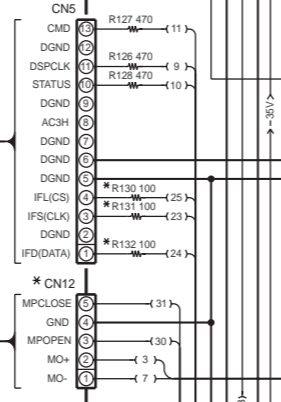 CN5
CMD 13 R127 470 11
DGND 12
DSPCLK 11 R126 470 9
STATUS 10 R128 470 10
DGND 9
AC3H 8
DGND 7
DGND 6
DGND 5
IFL(CS) 4 * R130 100 25
IFS(CLK) 3 * R131 100 23
DGND 2
IFD(DATA) 1 * R132 100 24
-35V
* CN12
MPCLOSE 5 31
GND 4
MPOPEN 3 30
MO+ 2 3
MO- 1 7